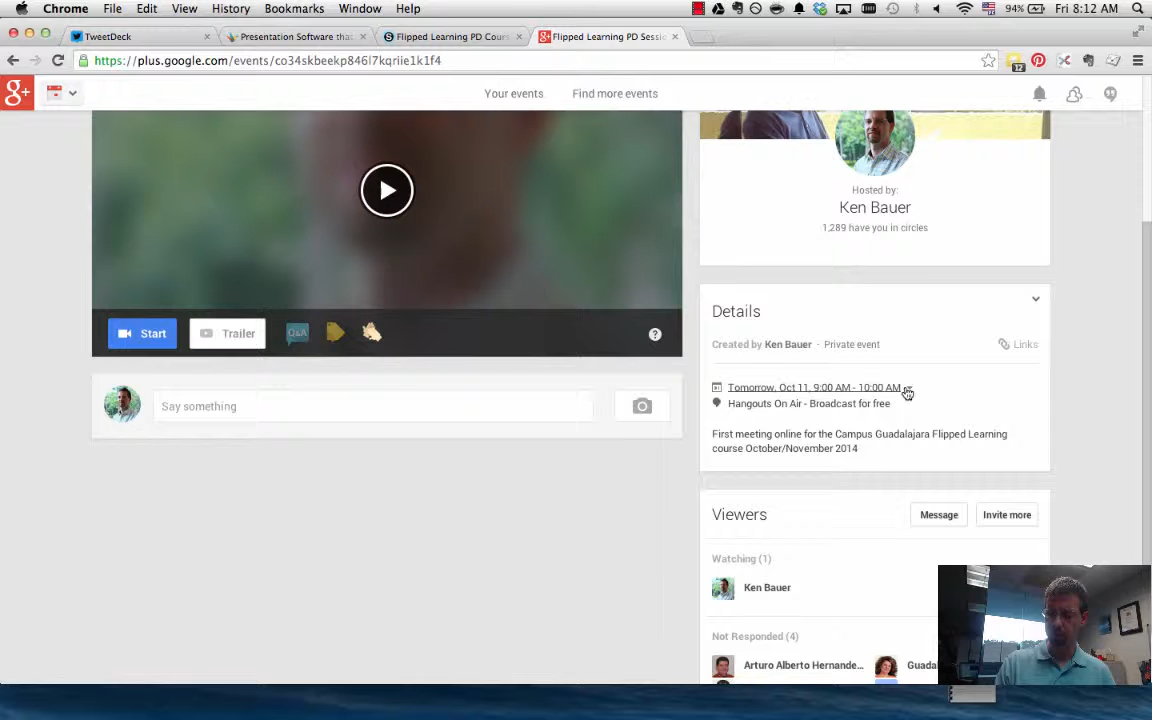 Chrome File Edit View History Bookmarks Window Help 94% Fri 8:12 AM
TweetDeck Presentation Software that Flipped Learning PD Cours Flipped Learning PD Sessio
https://plus.google.com/events/co34skbeekp846l7kqriie1k1f4 12
g+ Your events Find more events
Hosted by:
Ken Bauer
1,289 have you in circles
Start Trailer Q&A ?
Details
Created by Ken Bauer · Private event Links
Tomorrow, Oct 11, 9:00 AM - 10:00 AM
Hangouts On Air - Broadcast for free
Say something
First meeting online for the Campus Guadalajara Flipped Learning
course October/November 2014
Viewers Message Invite more
Watching (1)
Ken Bauer
Not Responded (4)
Arturo Alberto Hernande... Guadal